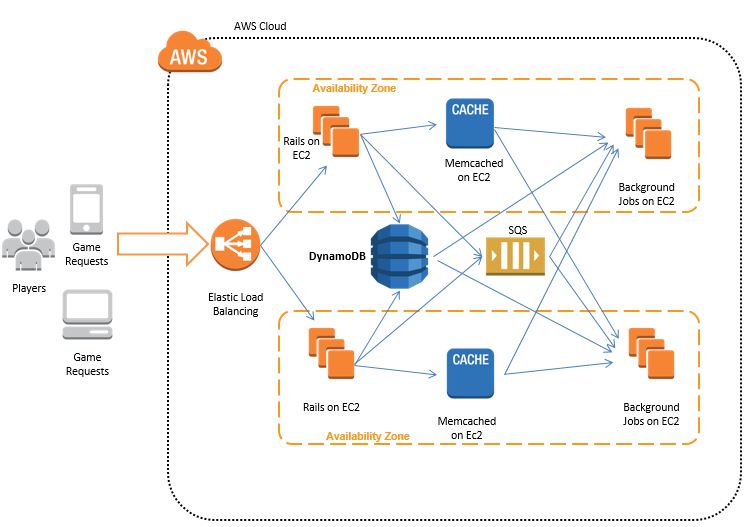 AWS Cloud
AWS
Availability Zone
Rails on
EC2
CACHE
Memcached
on EC2
Background
Jobs on EC2
Players
Game
Requests
Game
Requests
Elastic Load
Balancing
DynamoDB
SQS
Rails on EC2
CACHE
Memcached
on Ec2
Background
Jobs on EC2
Availability Zone